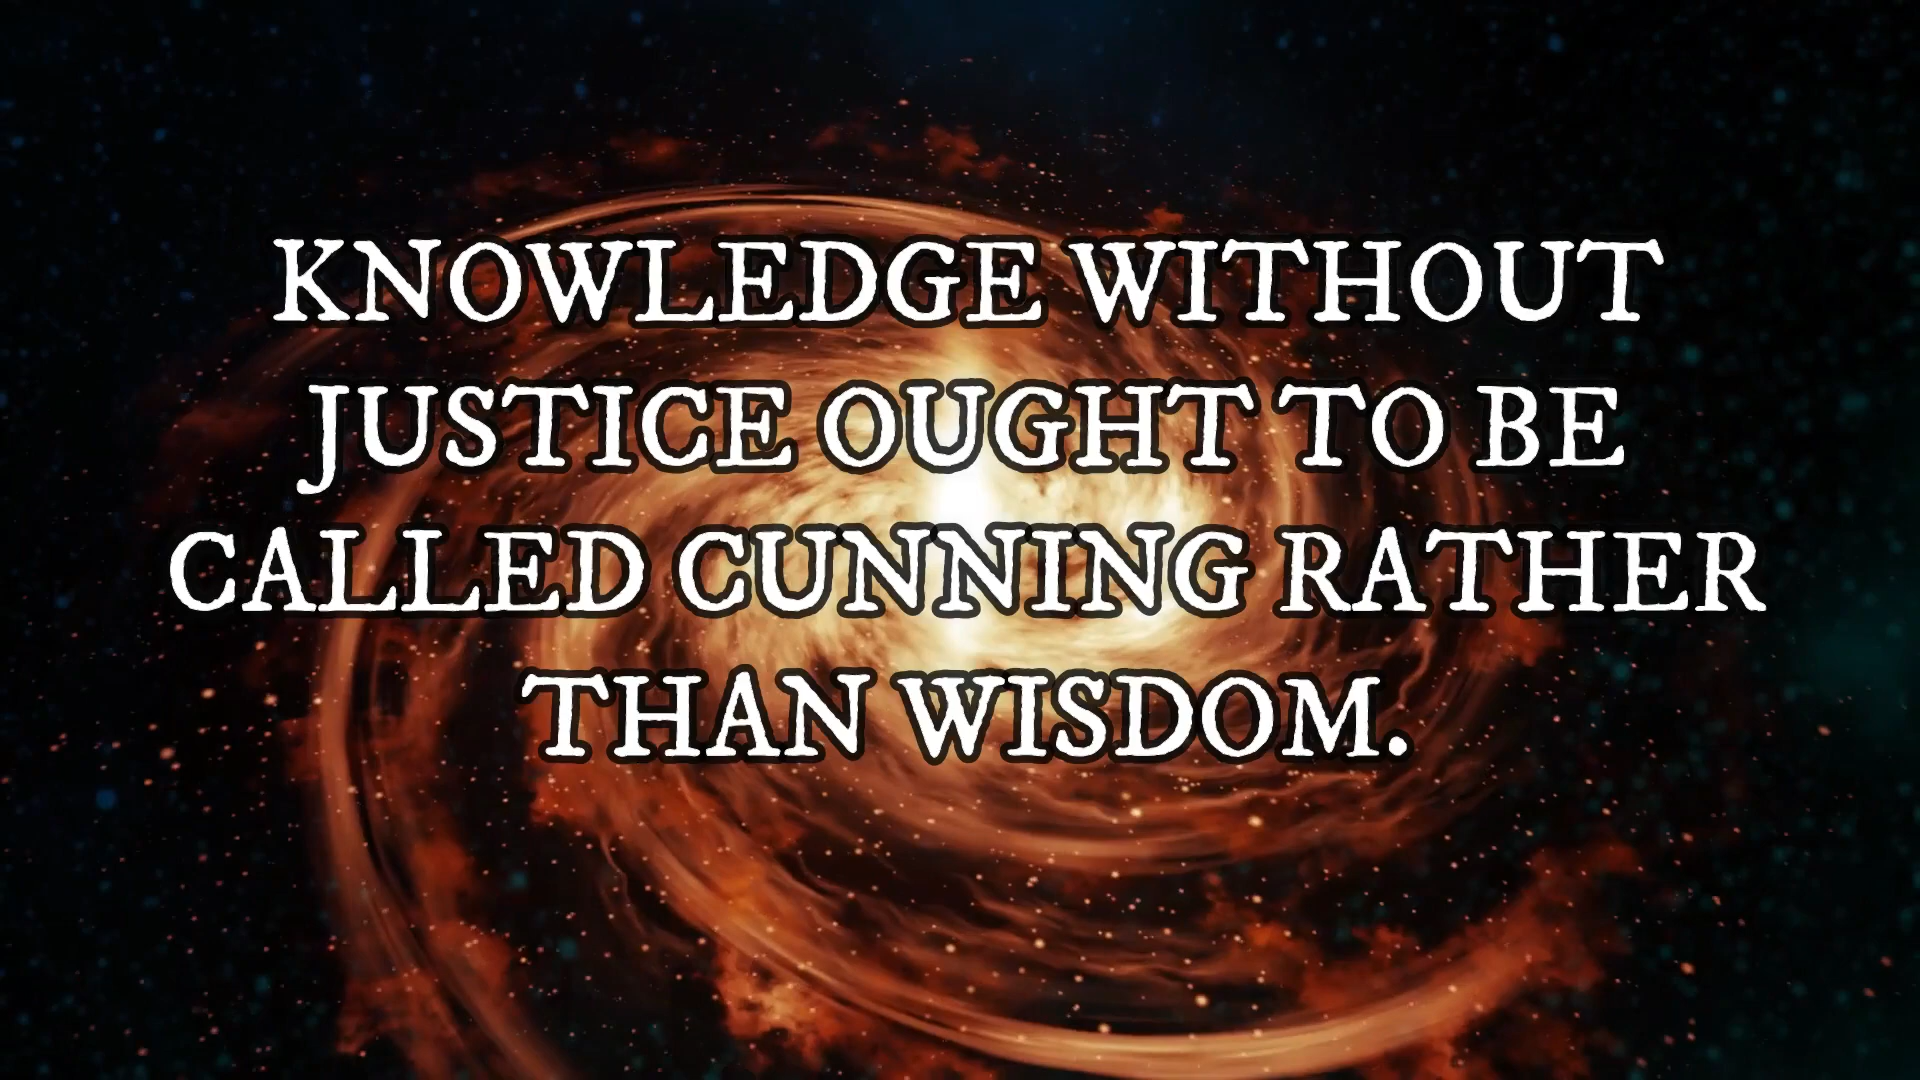 KNOWLEDGE WITHOUT
JUSTICE OUGHT TO BE
CALLED CUNNING RATHER
THAN WISDOM.